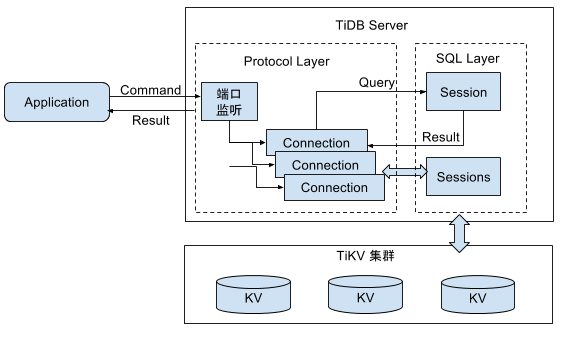 TiDB Server
Protocol Layer
SQL Layer
Application
Command
Result
端口
监听
Query
Session
Connection
Result
Connection
Connection
Sessions
TiKV 集群
KV
KV
KV